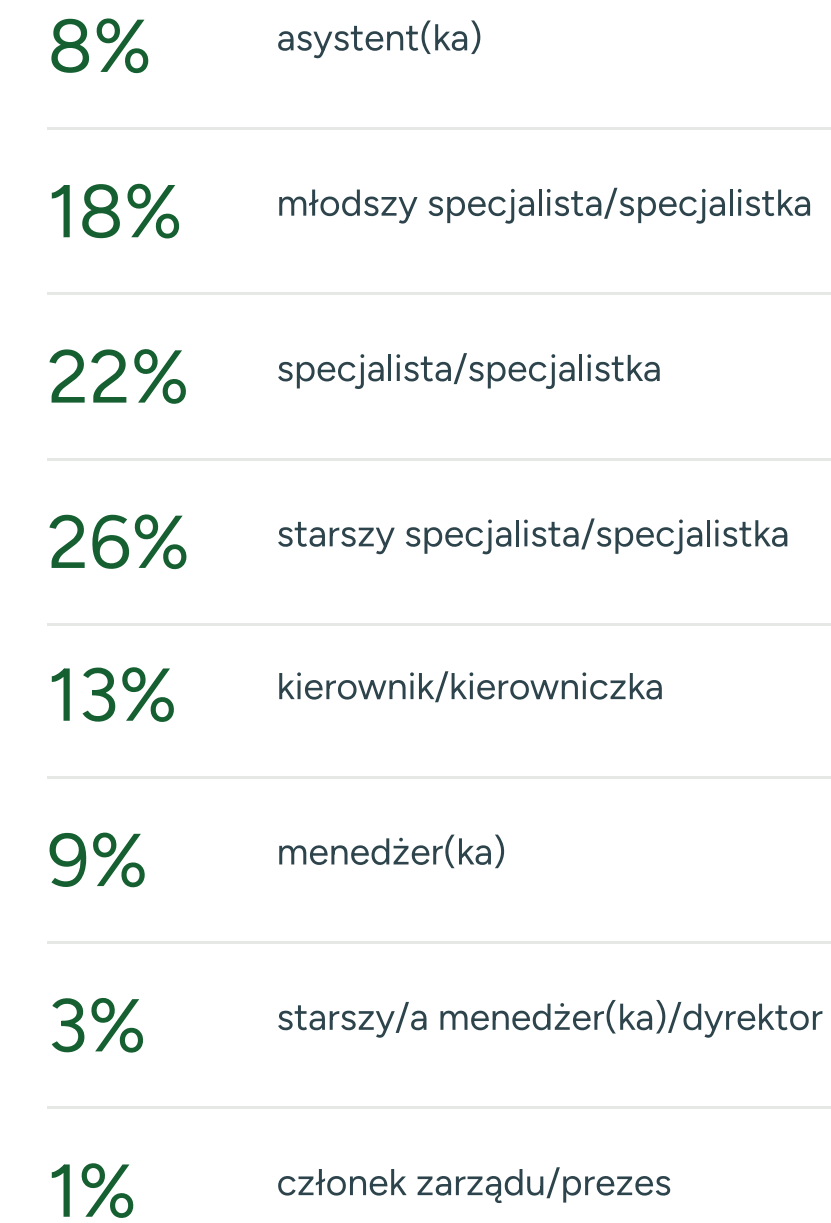 8% asystent(ka)
18% młodszy specjalista/specjalistka
22% specjalista/specjalistka
26% starszy specjalista/specjalistka
13% kierownik/kierowniczka
9% menedżer(ka)
3% starszy/a menedżer(ka)/dyrektor
1% członek zarządu/prezes